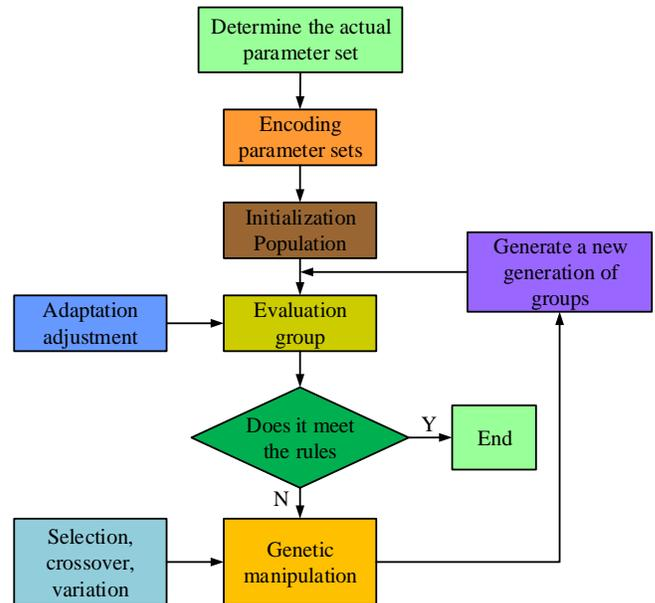 Determine the actual
parameter set
Encoding
parameter sets
Initialization
Population
Generate a new
generation of
groups
Adaptation
adjustment
Evaluation
group
Does it meet
the rules
Y
End
N
Selection,
crossover,
variation
Genetic
manipulation